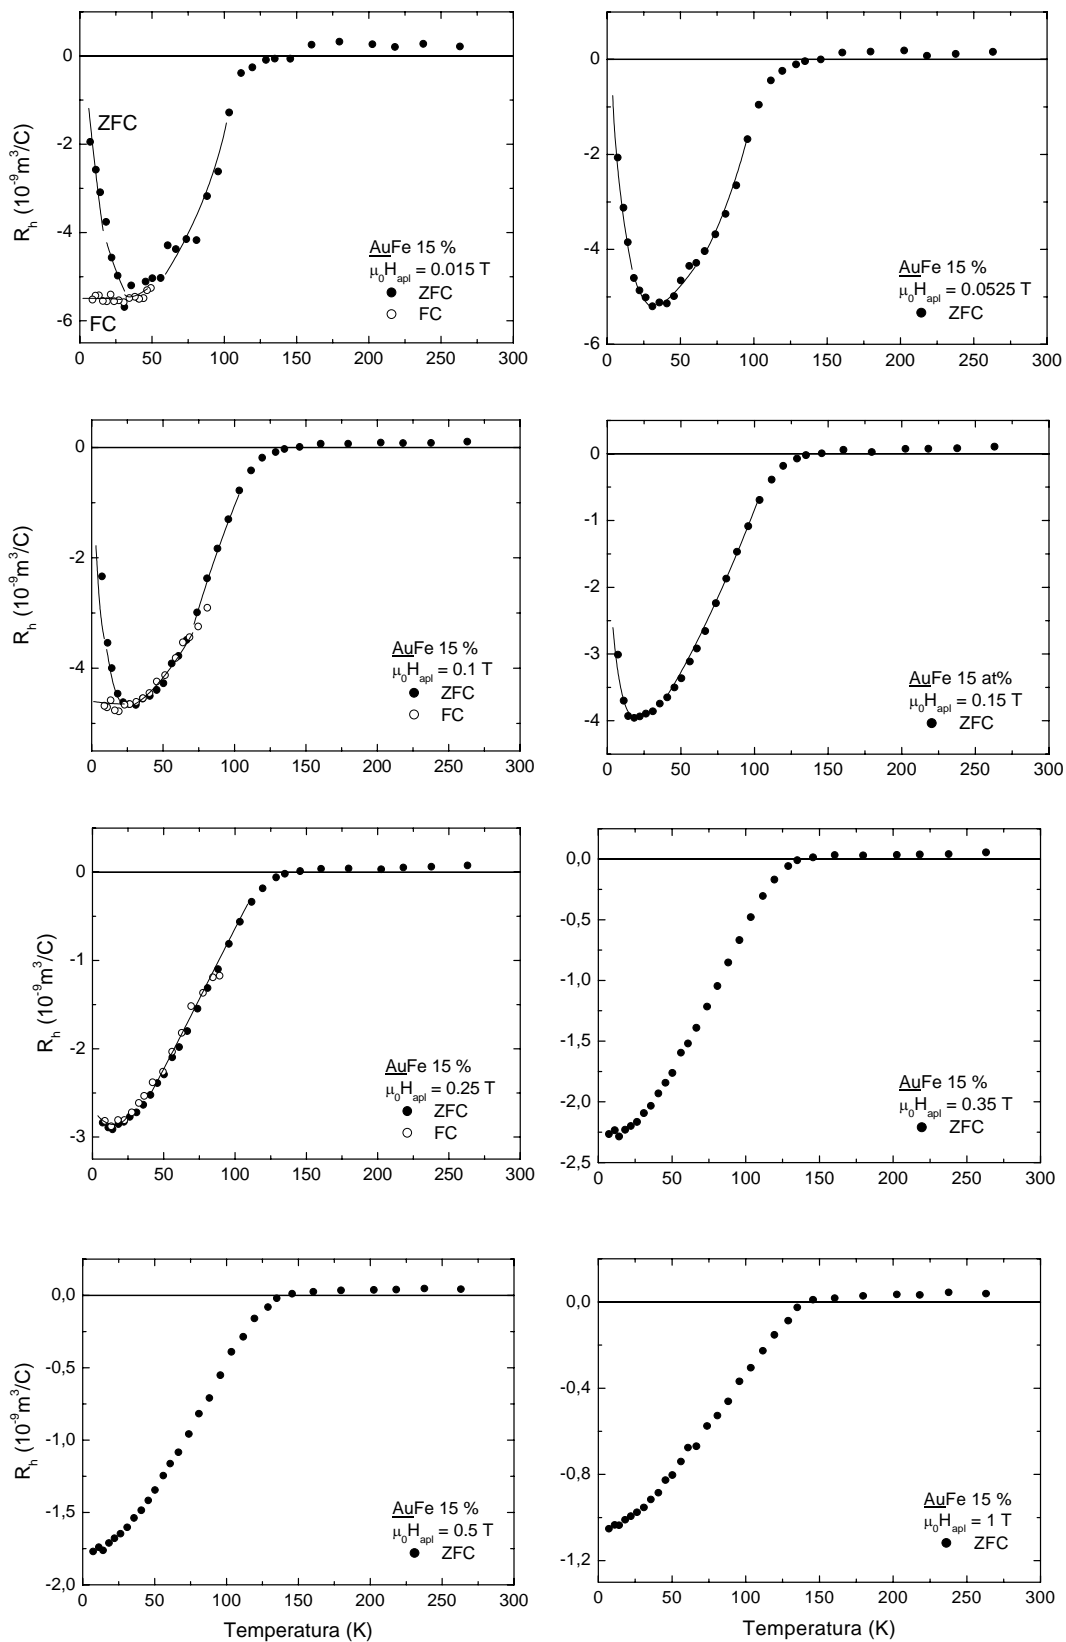 0
-2
-4
-6
R_h (10^-9 m^3/C)
ZFC
FC
AuFe 15 %
μ_0H_apl = 0.015 T
● ZFC
○ FC
0 50 100 150 200 250 300
0
-2
-4
-6
AuFe 15 %
μ_0H_apl = 0.0525 T
● ZFC
0 50 100 150 200 250 300
0
-2
-4
R_h (10^-9 m^3/C)
AuFe 15 %
μ_0H_apl = 0.1 T
● ZFC
○ FC
0 50 100 150 200 250 300
0
-1
-2
-3
-4
AuFe 15 at%
μ_0H_apl = 0.15 T
● ZFC
0 50 100 150 200 250 300
0
-1
-2
-3
R_h (10^-9 m^3/C)
AuFe 15 %
μ_0H_apl = 0.25 T
● ZFC
○ FC
0 50 100 150 200 250 300
0,0
-0,5
-1,0
-1,5
-2,0
-2,5
AuFe 15 %
μ_0H_apl = 0.35 T
● ZFC
0 50 100 150 200 250 300
0,0
-0,5
-1,0
-1,5
-2,0
R_h (10^-9 m^3/C)
AuFe 15 %
μ_0H_apl = 0.5 T
● ZFC
0 50 100 150 200 250 300
Temperatura (K)
0,0
-0,4
-0,8
-1,2
AuFe 15 %
μ_0H_apl = 1 T
● ZFC
0 50 100 150 200 250 300
Temperatura (K)